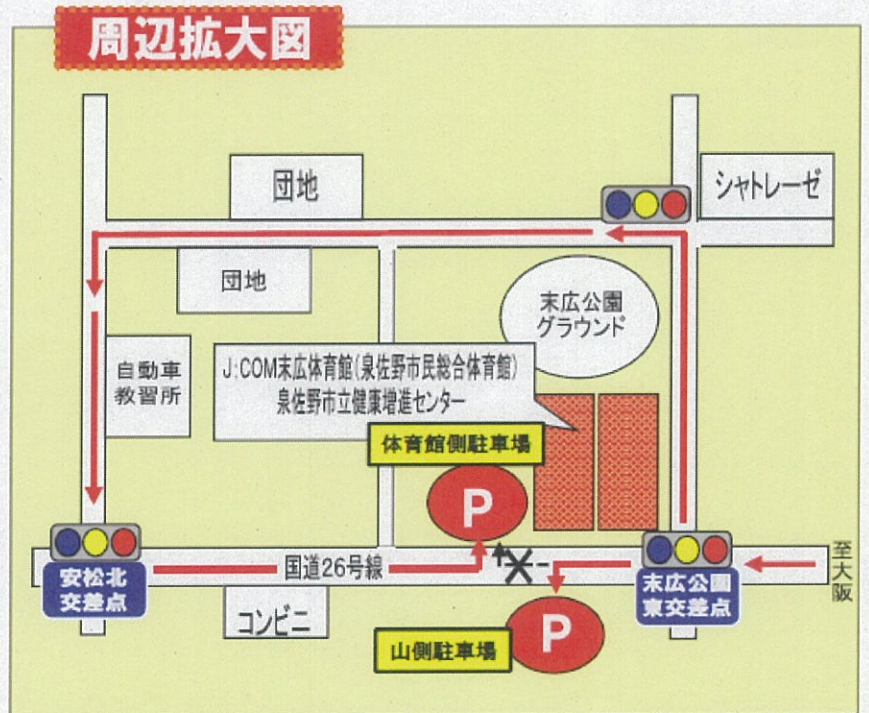 周辺拡大図
団地
シャトレーゼ
団地
末広公園
グラウンド
自動車
教習所
J:COM末広体育館(泉佐野市民総合体育館)
泉佐野市立健康増進センター
体育館側駐車場
P
安松北
交差点
国道26号線
末広公園
東交差点
至大阪
コンビニ
山側駐車場
P